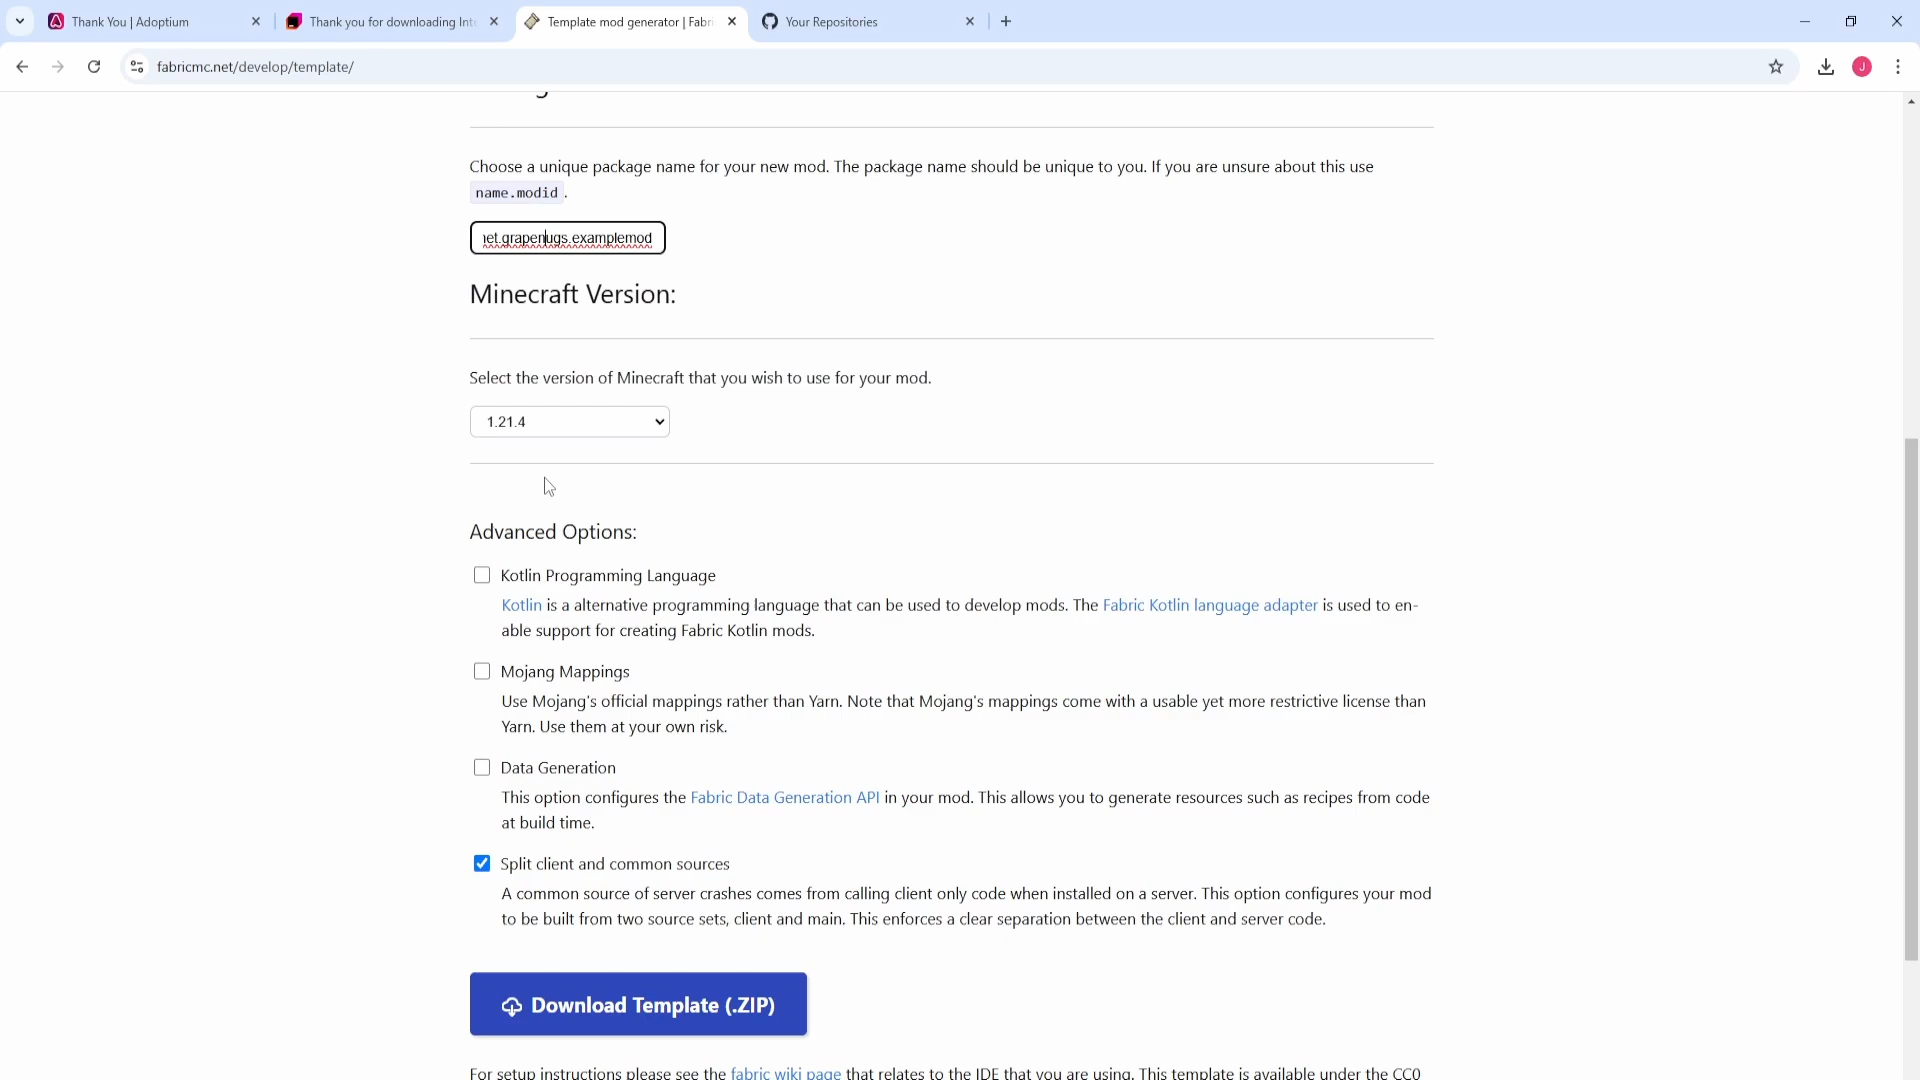 Thank You | Adoptium
Thank you for downloading Inte
Template mod generator | Fabri
Your Repositories
fabricmc.net/develop/template/
J
Choose a unique package name for your new mod. The package name should be unique to you. If you are unsure about this use
name.modid.
net.grapenugs.examplemod
Minecraft Version:
Select the version of Minecraft that you wish to use for your mod.
1.21.4
Advanced Options:
Kotlin Programming Language
Kotlin is a alternative programming language that can be used to develop mods. The Fabric Kotlin language adapter is used to en-
able support for creating Fabric Kotlin mods.
Mojang Mappings
Use Mojang's official mappings rather than Yarn. Note that Mojang's mappings come with a usable yet more restrictive license than
Yarn. Use them at your own risk.
Data Generation
This option configures the Fabric Data Generation API in your mod. This allows you to generate resources such as recipes from code
at build time.
Split client and common sources
A common source of server crashes comes from calling client only code when installed on a server. This option configures your mod
to be built from two source sets, client and main. This enforces a clear separation between the client and server code.
Download Template (.ZIP)
For setup instructions please see the fabric wiki page that relates to the IDE that you are using. This template is available under the CC0